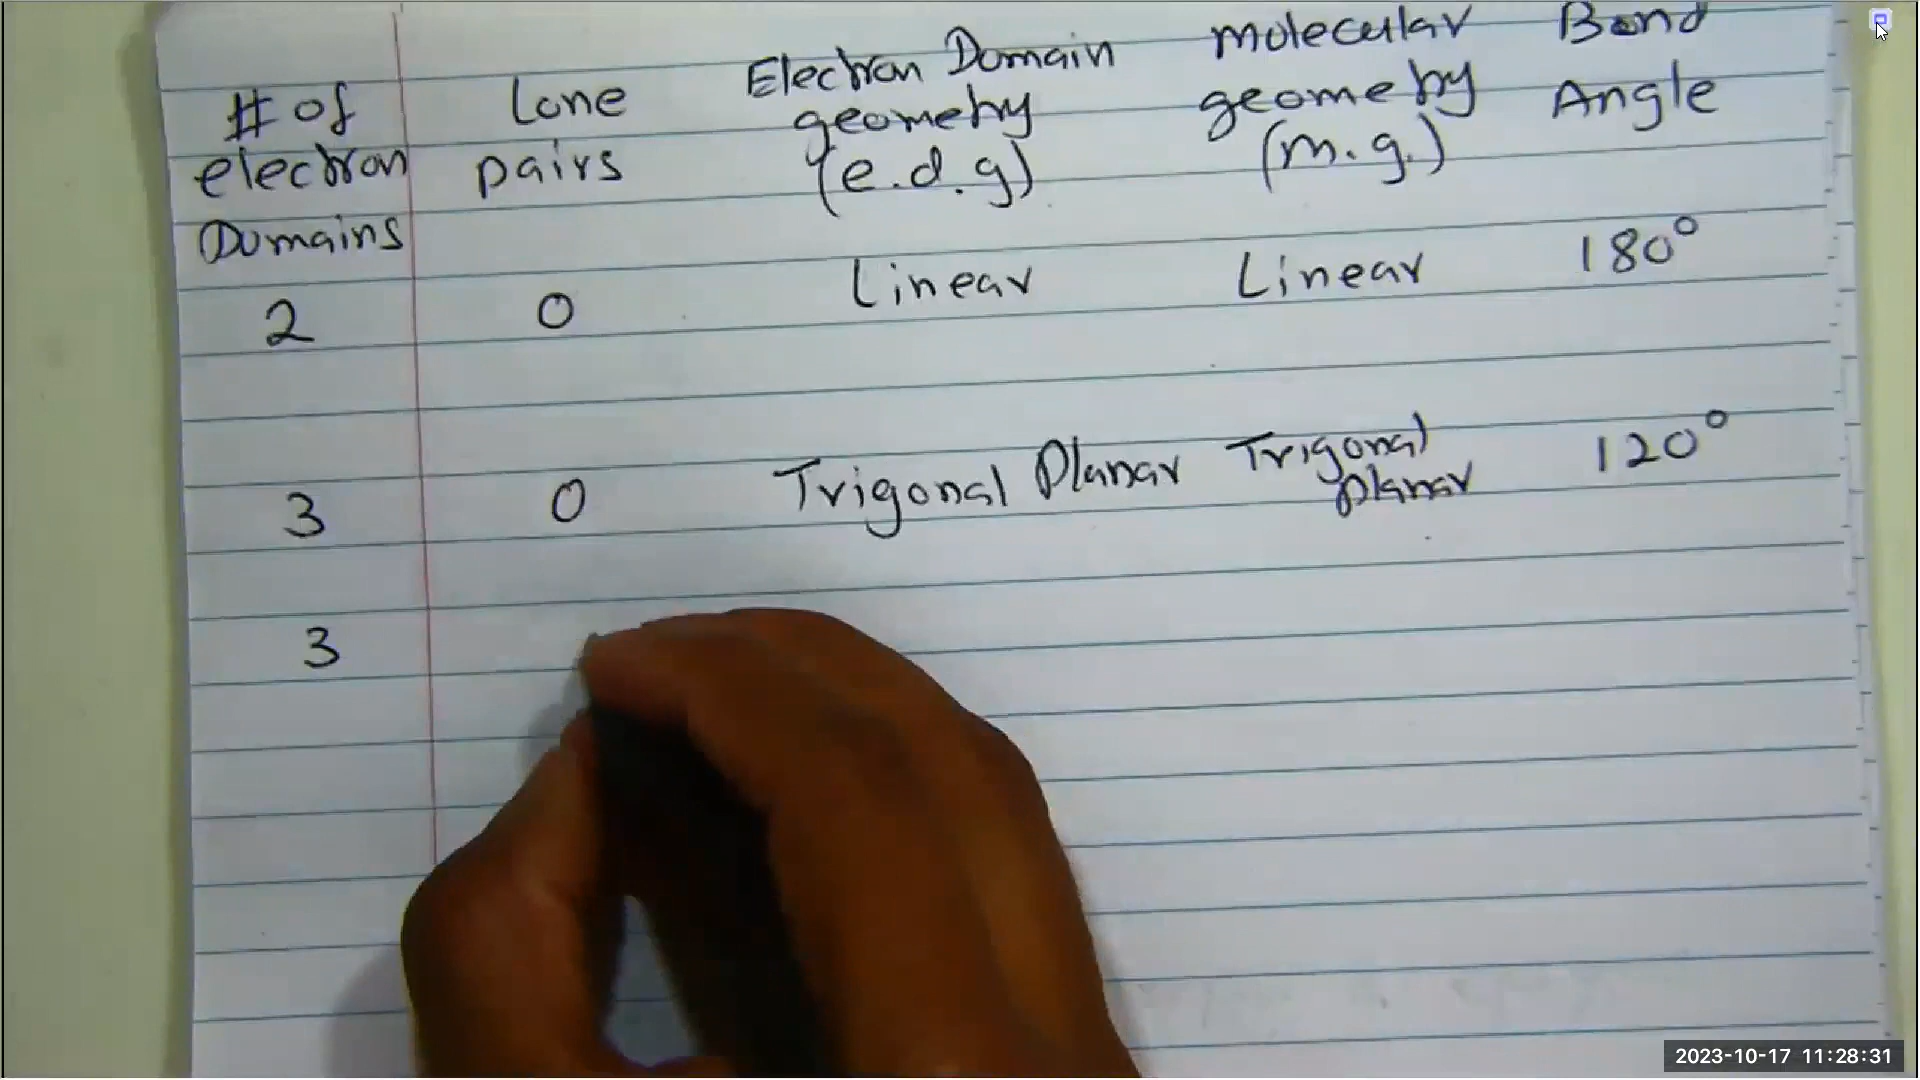 # of electron Domains
Lone pairs
Electron Domain geometry (e.d.g)
molecular geometry (m.g.)
Bond Angle
2 0 Linear Linear 180°
3 0 Trigonal Planar Trigonal planar 120°
3
2023-10-17 11:28:31